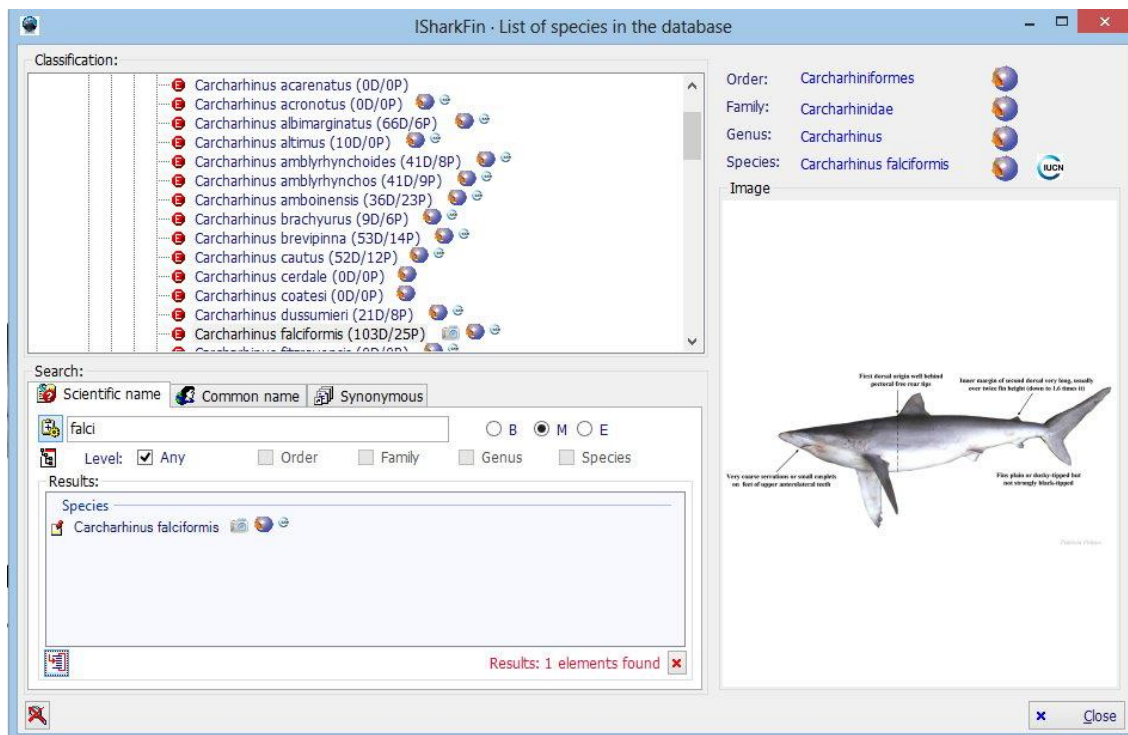 ISharkFin · List of species in the database
Classification:
Carcharhinus acarenatus (0D/0P)
Carcharhinus acronotus (0D/0P)
Carcharhinus albimarginatus (66D/6P)
Carcharhinus altimus (10D/0P)
Carcharhinus amblyrhynchoides (41D/8P)
Carcharhinus amblyrhynchos (41D/9P)
Carcharhinus amboinensis (36D/23P)
Carcharhinus brachyurus (9D/6P)
Carcharhinus brevipinna (53D/14P)
Carcharhinus cautus (52D/12P)
Carcharhinus cerdale (0D/0P)
Carcharhinus coatesi (0D/0P)
Carcharhinus dussumieri (21D/8P)
Carcharhinus falciformis (103D/25P)
Search:
Scientific name Common name Synonymous
falci B M E
Level: Any Order Family Genus Species
Results:
Species
Carcharhinus falciformis
Results: 1 elements found
Order: Carcharhiniformes
Family: Carcharhinidae
Genus: Carcharhinus
Species: Carcharhinus falciformis IUCN
Image
First dorsal origin well behind
pectoral free rear tips
Inner margin of second dorsal very long, usually
over twice fin height (down to 1.6 times it)
Very coarse serrations or small cusplets
on feet of upper anterolateral teeth
Fins plain or dusky-tipped but
not strongly black-tipped
Close